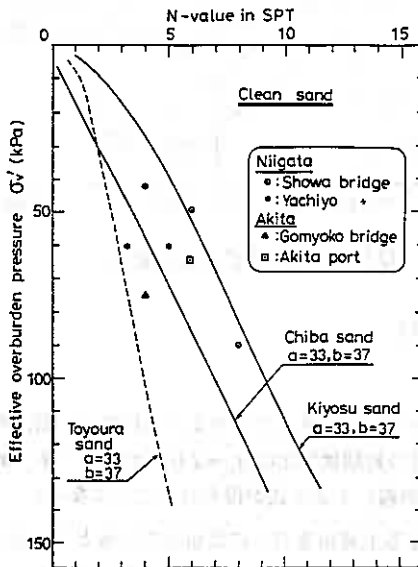 N-value in SPT
0 5 10 15
Effective overburden pressure σv' (kPa)
50
100
150
Clean sand
Niigata
:Showa bridge
:Yachiyo 〃
Akita
:Gomyoko bridge
:Akita port
Chiba sand
a=33,b=37
Kiyosu sand
a=33,b=37
Toyoura
sand
a=33
b=37